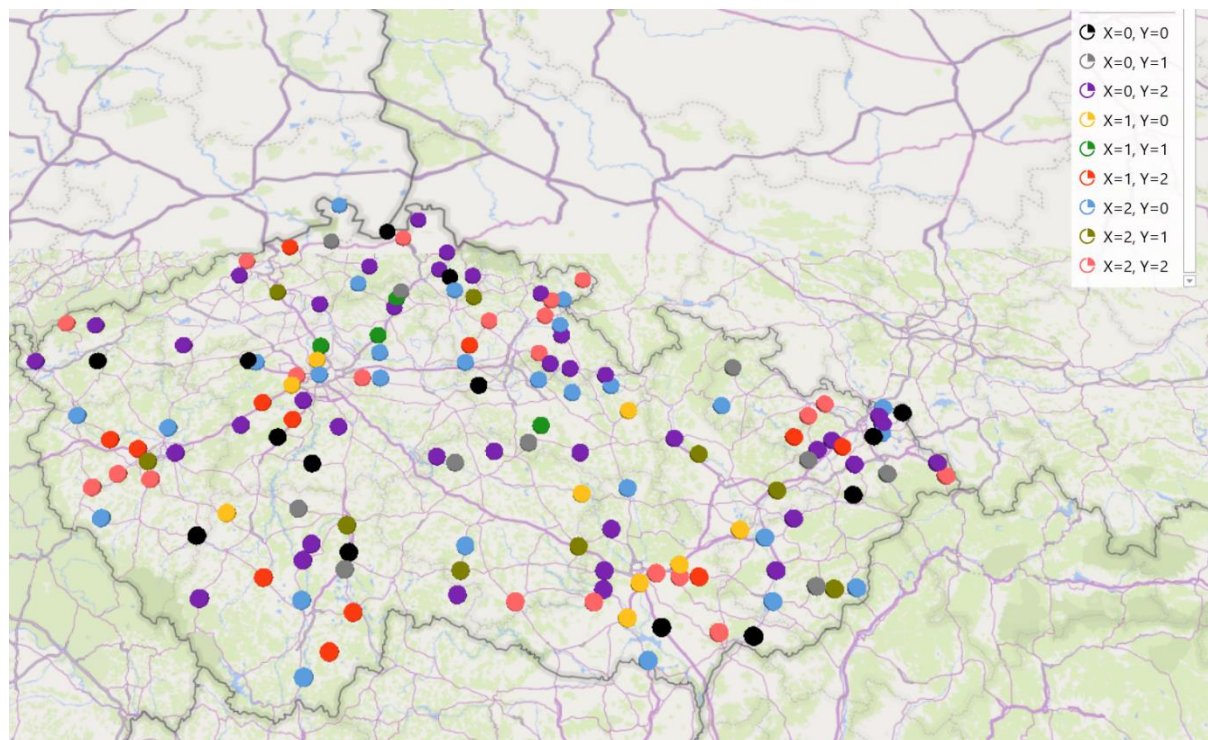 X=0, Y=0
X=0, Y=1
X=0, Y=2
X=1, Y=0
X=1, Y=1
X=1, Y=2
X=2, Y=0
X=2, Y=1
X=2, Y=2